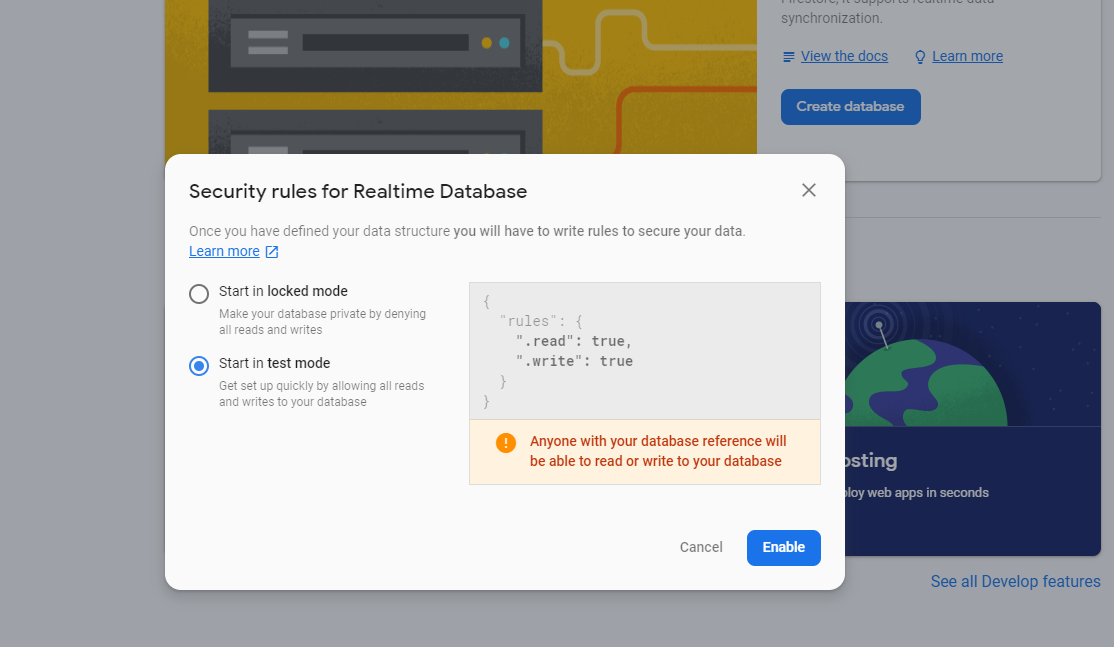 Firestore, it supports realtime data
synchronization.
View the docs
Learn more
Create database
Security rules for Realtime Database
Once you have defined your data structure you will have to write rules to secure your data.
Learn more
Start in locked mode
Make your database private by denying
all reads and writes
Start in test mode
Get set up quickly by allowing all reads
and writes to your database
{
"rules": {
".read": true,
".write": true
}
}
Anyone with your database reference will
be able to read or write to your database
Cancel
Enable
osting
ploy web apps in seconds
See all Develop features